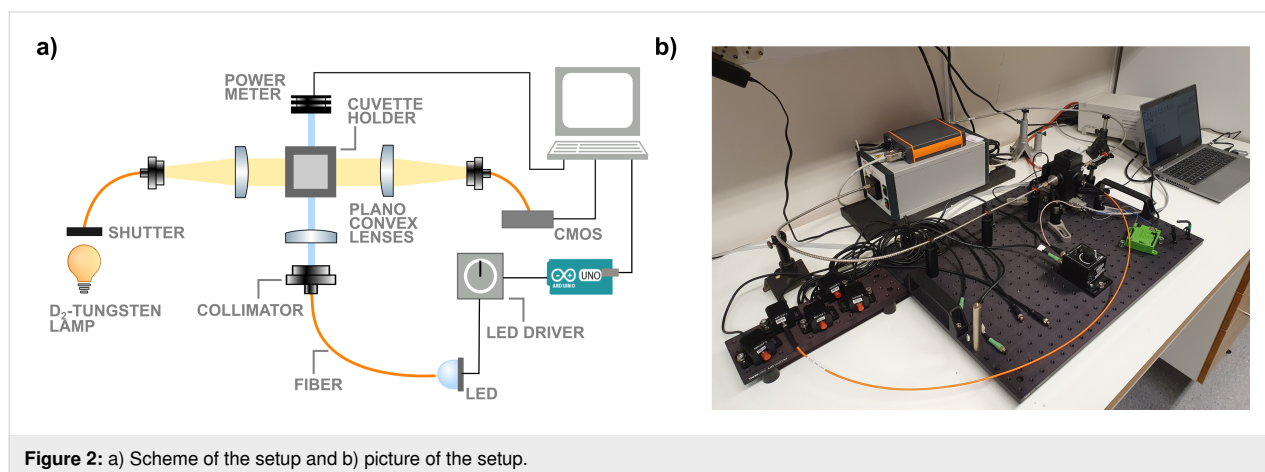 a)
b)
POWER
METER
CUVETTE
HOLDER
SHUTTER
PLANO
CONVEX
LENSES
CMOS
UNO
ARDUINO
D₂-TUNGSTEN
LAMP
COLLIMATOR
LED DRIVER
FIBER
LED
Figure 2: a) Scheme of the setup and b) picture of the setup.